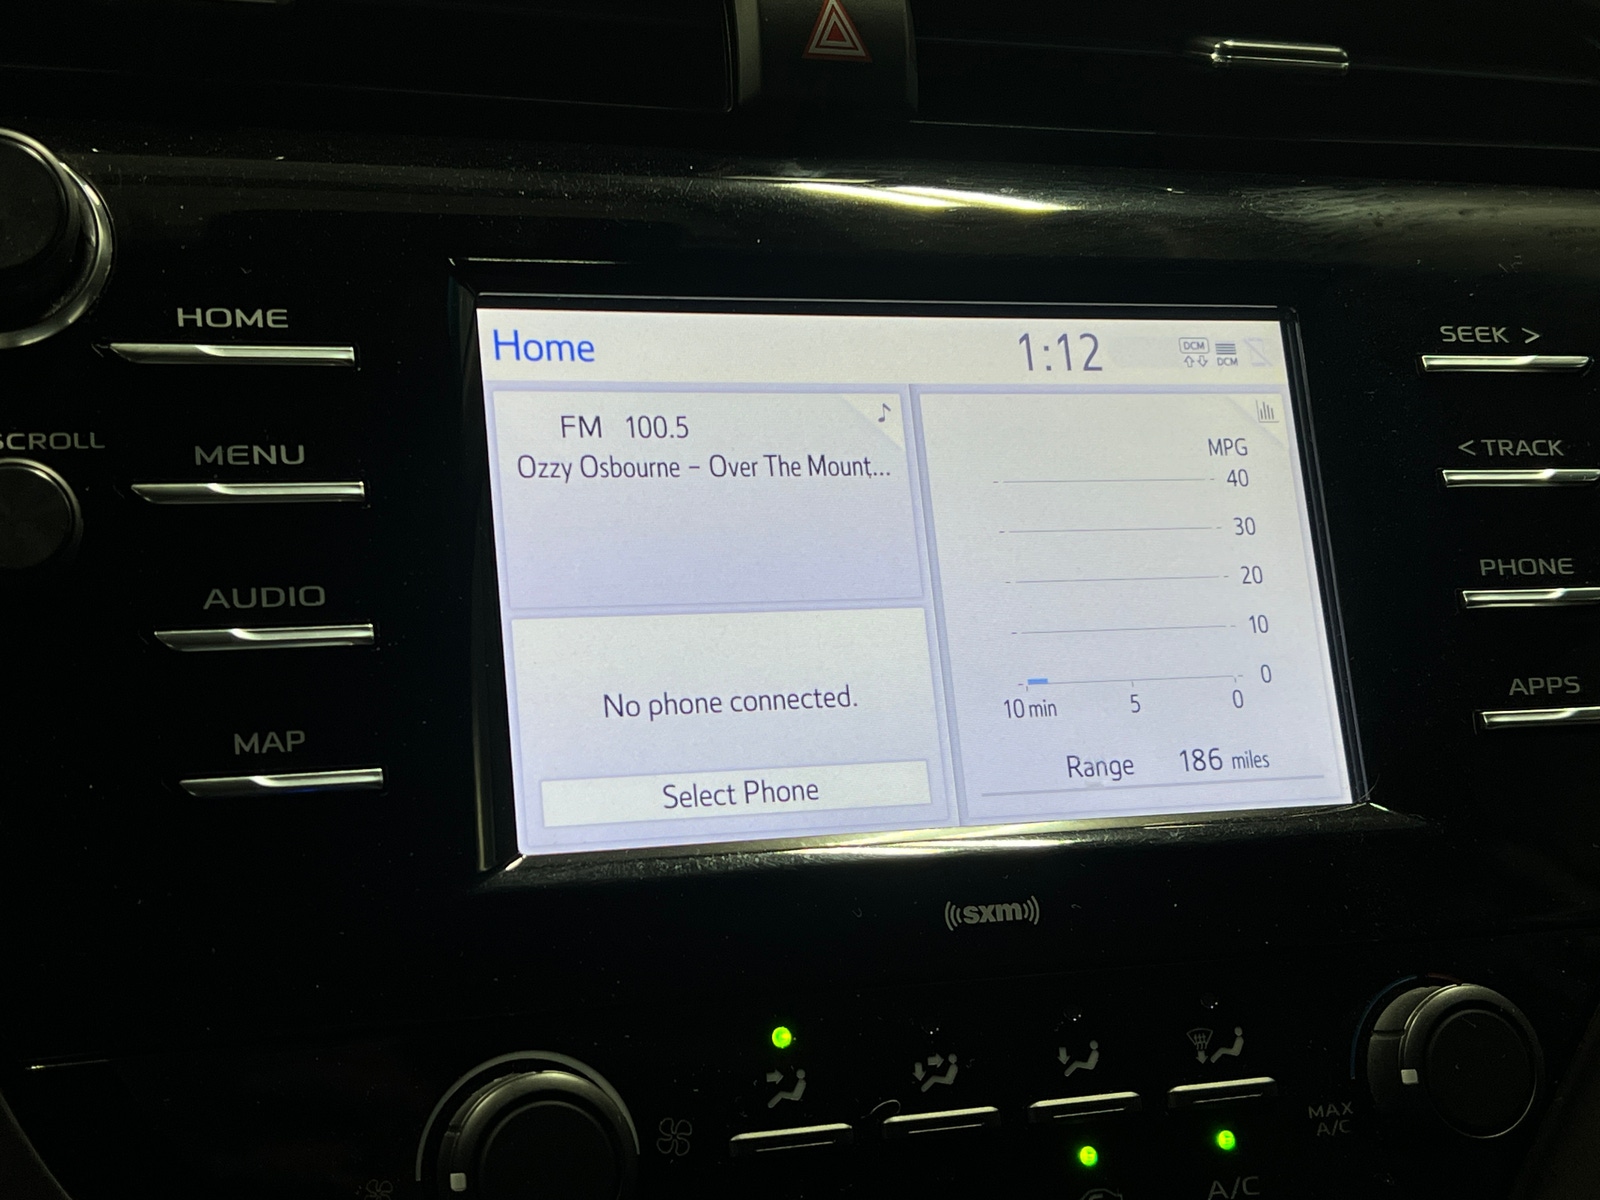 HOME
SCROLL
MENU
AUDIO
MAP
Home
1:12
DCM
DCM
FM 100.5
Ozzy Osbourne – Over The Mount,...
No phone connected.
Select Phone
MPG
40
30
20
10
0
10 min 5 0
Range 186 miles
SEEK >
< TRACK
PHONE
APPS
((sxm))
MAX
A/C
A/C